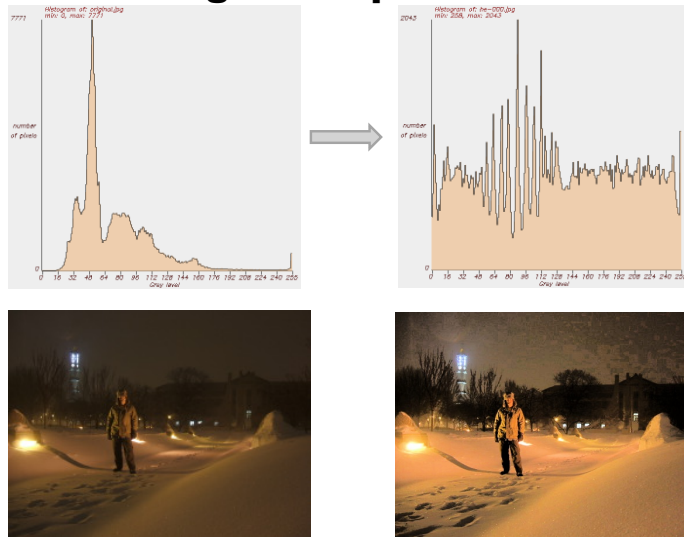 Histogram of: original.jpg
min: 0, max: 7771
7771
number
of pixels
0
0 16 32 48 64 80 96 112 128 144 160 176 192 208 224 240 255
Gray level
Histogram of: he-000.jpg
min: 258, max: 2043
2043
number
of pixels
0
0 16 32 48 64 80 96 112 128 144 160 176 192 208 224 240 255
Gray level